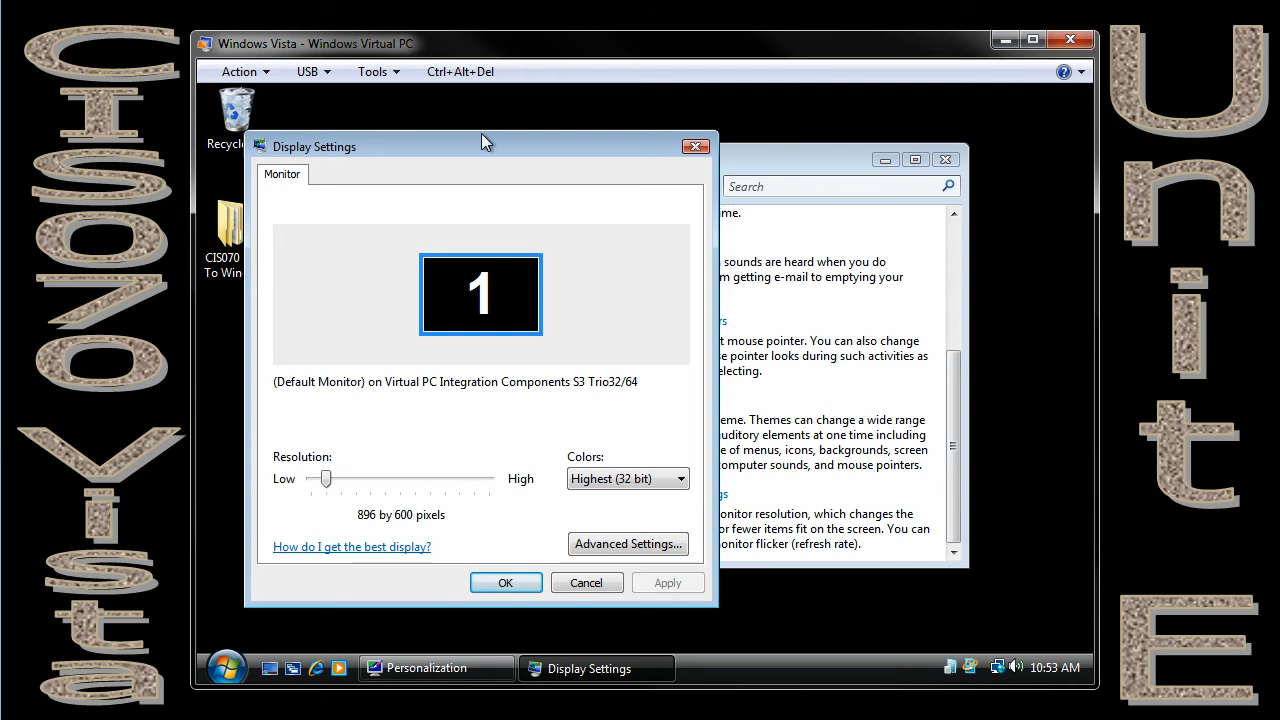 CIS070 Vista
Unit E
Windows Vista - Windows Virtual PC
Action USB Tools Ctrl+Alt+Del
Recycl
CIS070
To Win
Display Settings
Monitor
1
(Default Monitor) on Virtual PC Integration Components S3 Trio32/64
Resolution:
Low High
896 by 600 pixels
Colors:
Highest (32 bit)
How do I get the best display?
Advanced Settings...
OK Cancel Apply
Search
me.
sounds are heard when you do
m getting e-mail to emptying your
rs
t mouse pointer. You can also change
e pointer looks during such activities as
electing.
eme. Themes can change a wide range
uditory elements at one time including
e of menus, icons, backgrounds, screen
omputer sounds, and mouse pointers.
gs
onitor resolution, which changes the
or fewer items fit on the screen. You can
onitor flicker (refresh rate).
Personalization
Display Settings
10:53 AM